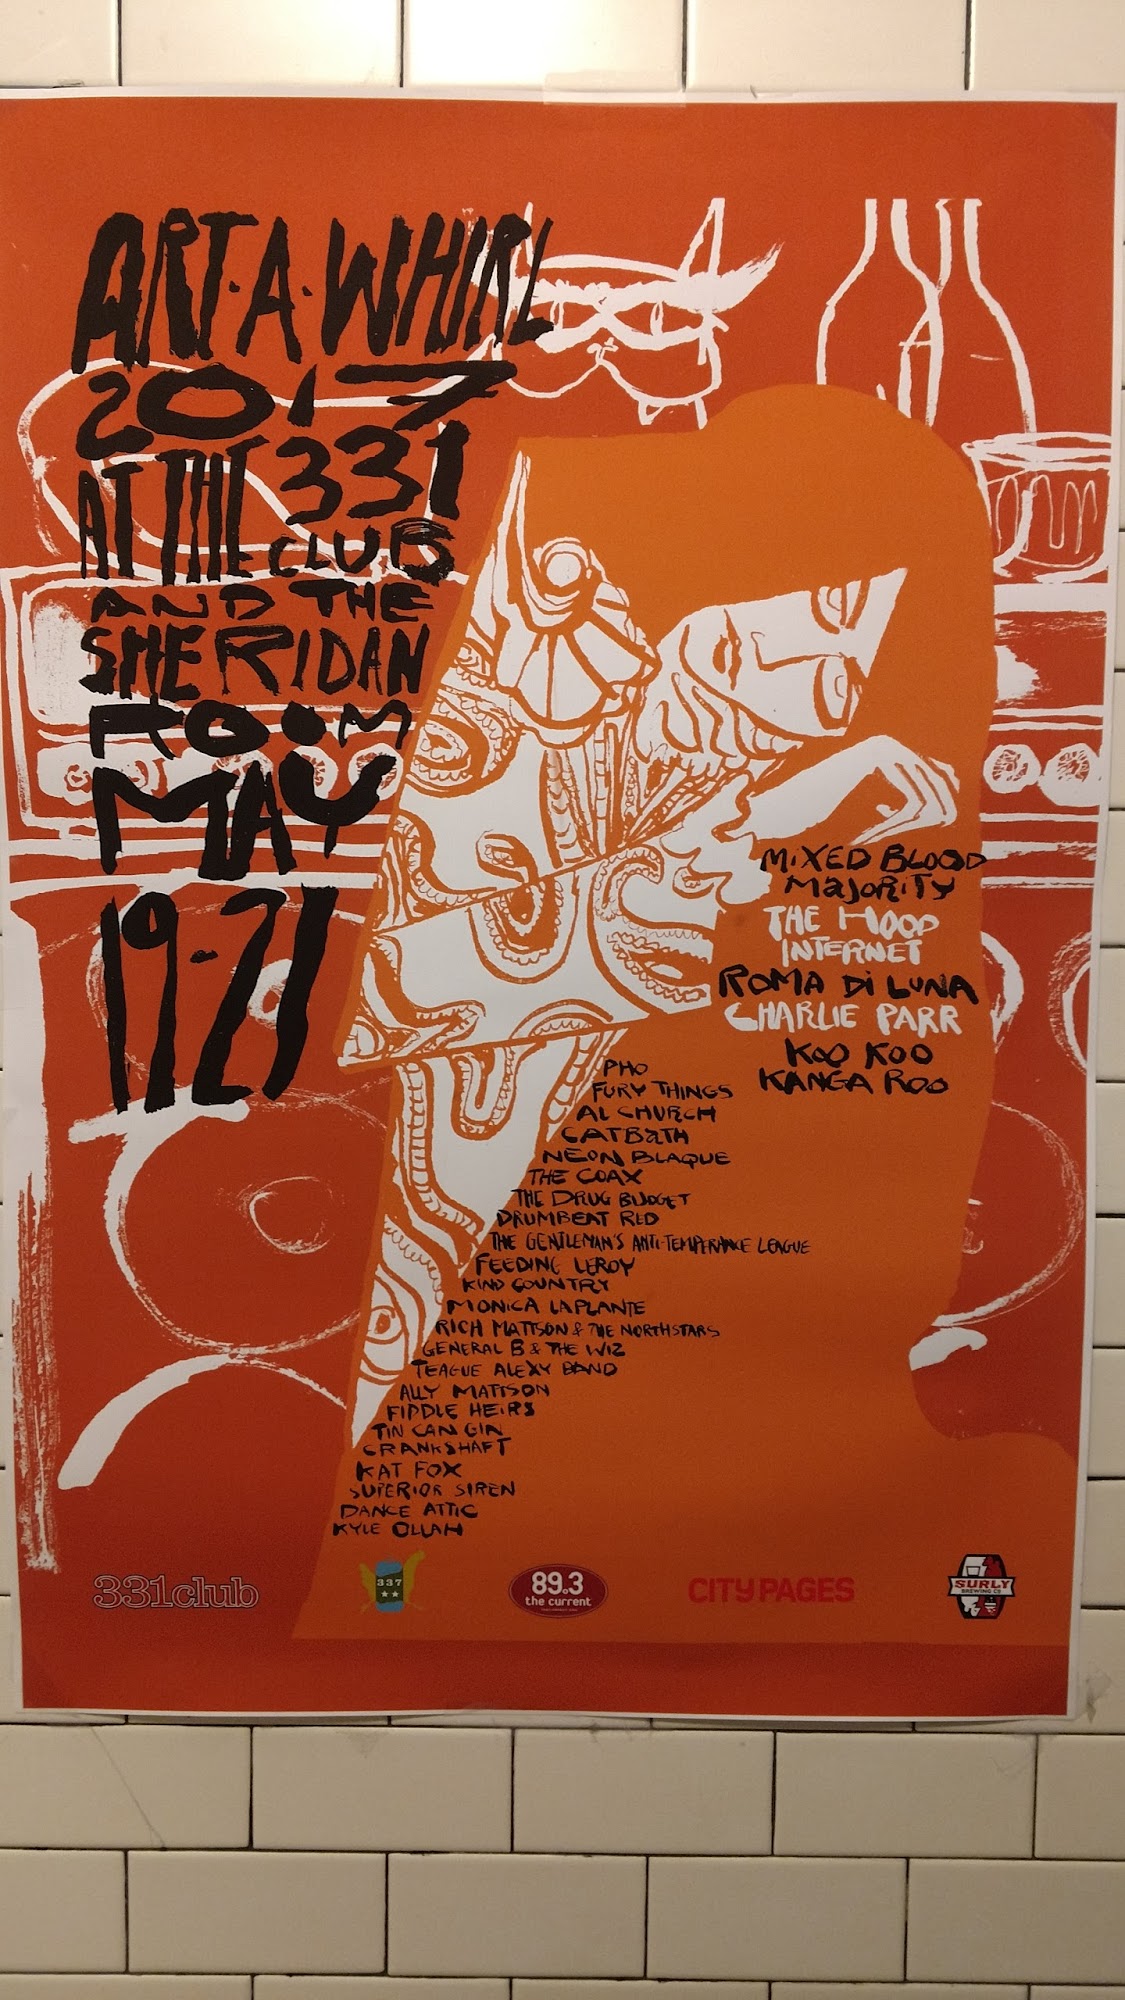 ART·A·WHIRL
2017
AT THE 331
CLUB
AND THE
SHERIDAN
ROOM
MAY
19-21
MIXED BLOOD
MAJORITY
THE HOOD
INTERNET
ROMA DI LUNA
CHARLIE PARR
KOO KOO
KANGA ROO
PHO
FURY THINGS
AL CHURCH
CATBATH
NEON BLAQUE
THE COAX
THE DRUG BUDGET
DRUMBEAT RED
THE GENTLEMAN'S ANTI-TEMPERANCE LEAGUE
FEEDING LEROY
KIND COUNTRY
MONICA LAPLANTE
RICH MATTSON & THE NORTHSTARS
GENERAL B & THE WIZ
TEAGUE ALEXY BAND
ALLY MATTSON
FIDDLE HEIRS
TIN CAN GIN
CRANKSHAFT
KAT FOX
SUPERIOR SIREN
DANCE ATTIC
KYLE OLLAH
331club
337
89.3
the current
CITY PAGES
SURLY
BREWING CO